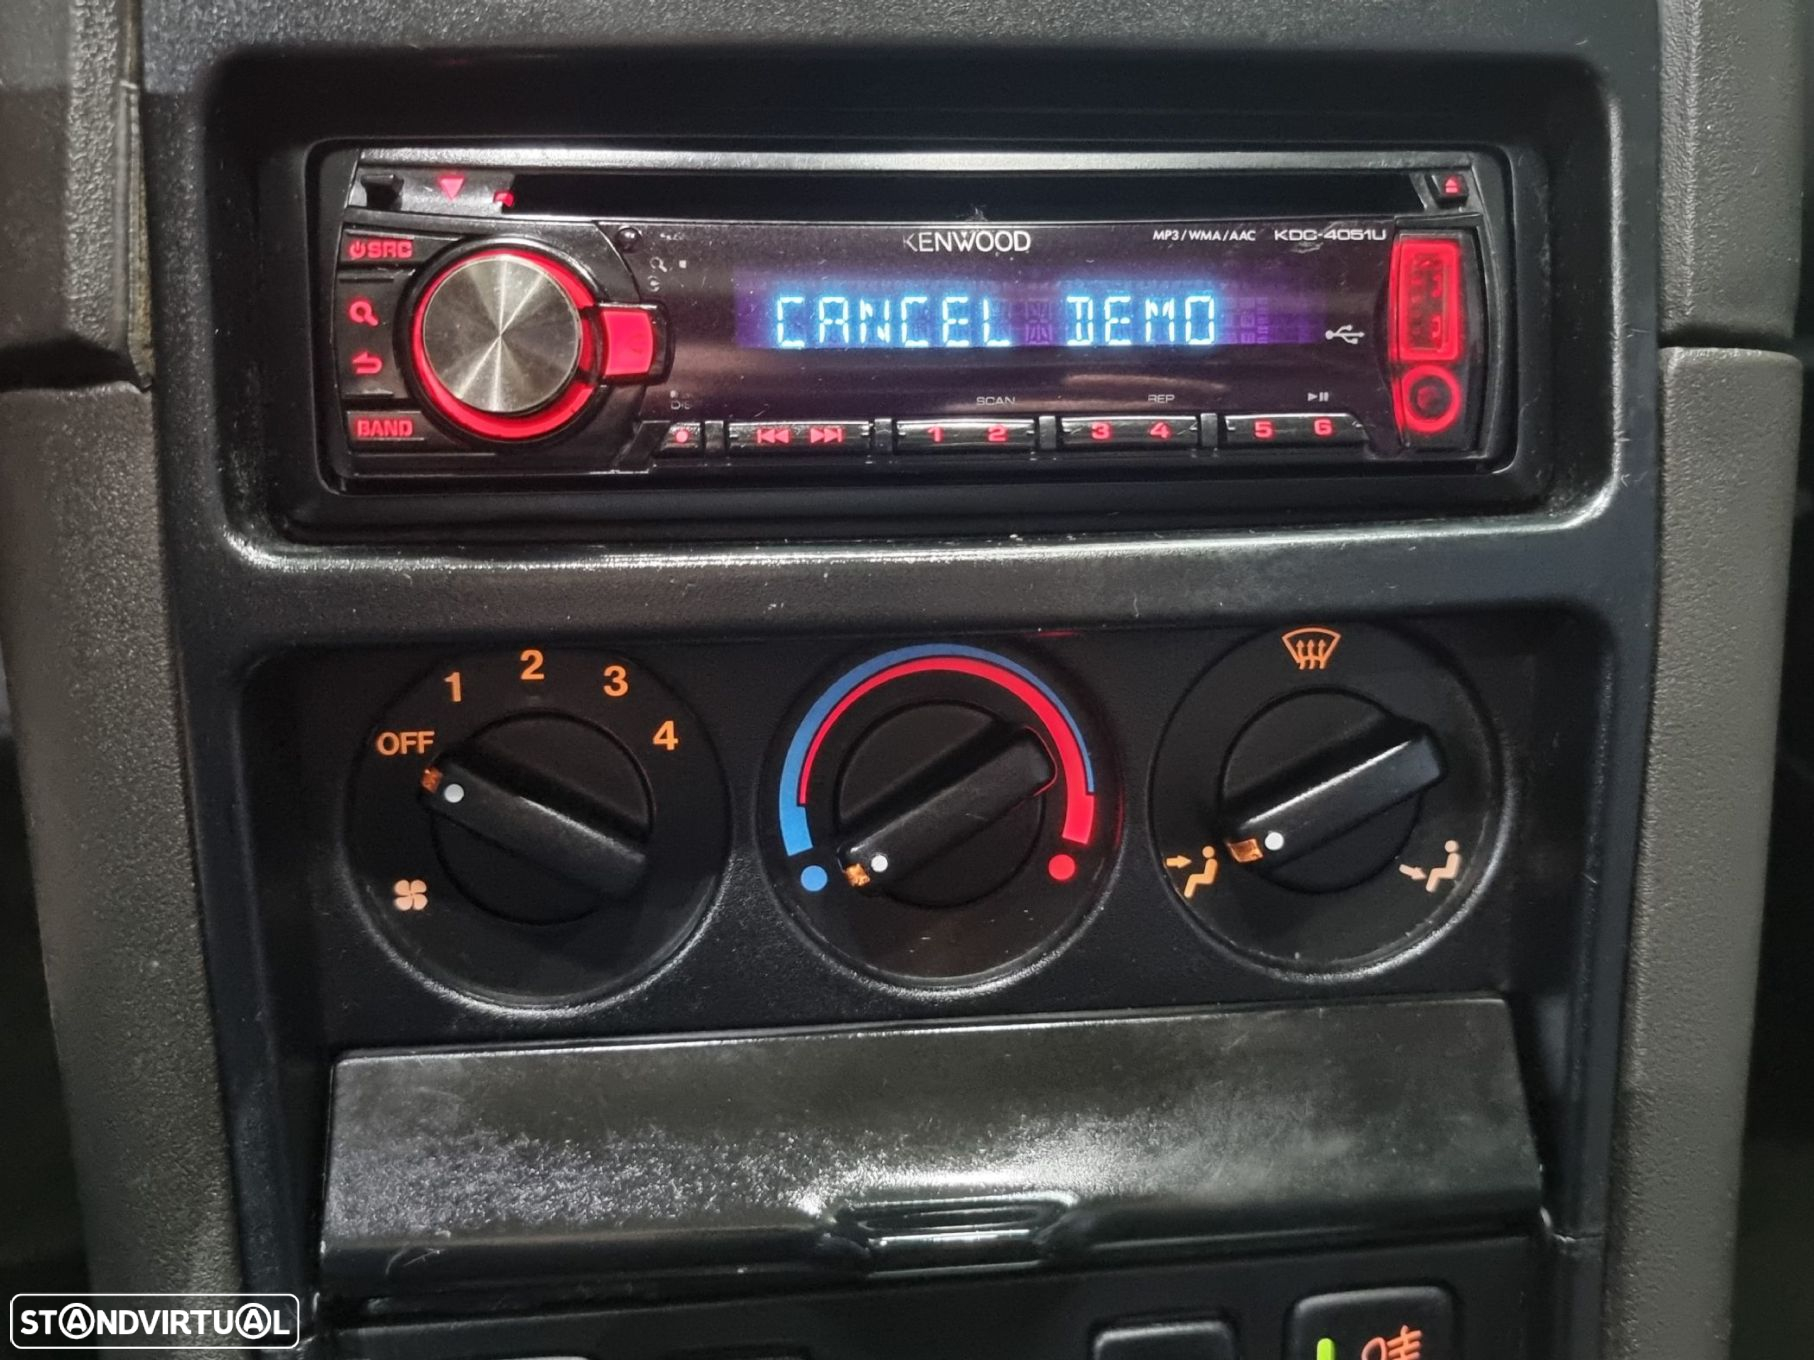 SRC
KENWOOD
MP3/WMA/AAC KDC-4051U
CANCEL DEMO
BAND
SCAN
REP
1 2 3 4 5 6
OFF 1 2 3 4
STANDVIRTUAL